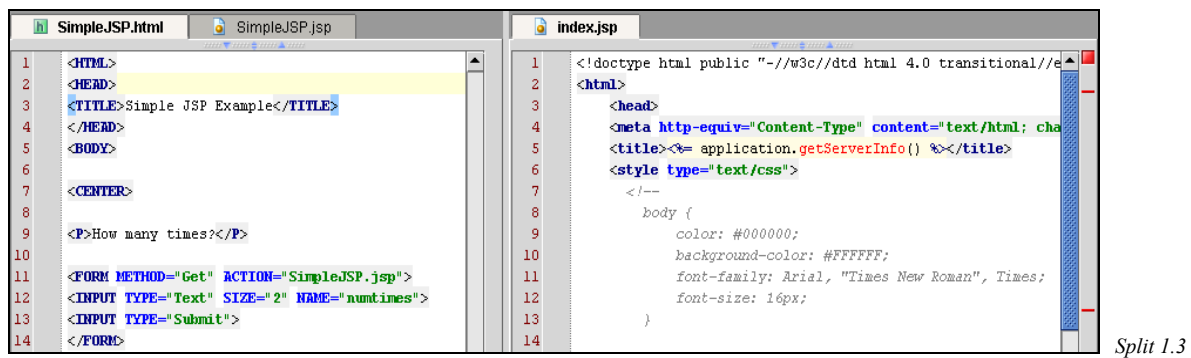 SimpleJSP.html SimpleJSP.jsp
1 <HTML>
2 <HEAD>
3 <TITLE>Simple JSP Example</TITLE>
4 </HEAD>
5 <BODY>
6
7 <CENTER>
8
9 <P>How many times?</P>
10
11 <FORM METHOD="Get" ACTION="SimpleJSP.jsp">
12 <INPUT TYPE="Text" SIZE="2" NAME="numtimes">
13 <INPUT TYPE="Submit">
14 </FORM>
index.jsp
1 <!doctype html public "-//w3c//dtd html 4.0 transitional//e
2 <html>
3 <head>
4 <meta http-equiv="Content-Type" content="text/html; cha
5 <title><%= application.getServerInfo() %></title>
6 <style type="text/css">
7 <!--
8 body {
9 color: #000000;
10 background-color: #FFFFFF;
11 font-family: Arial, "Times New Roman", Times;
12 font-size: 16px;
13 }
14
Split 1.3